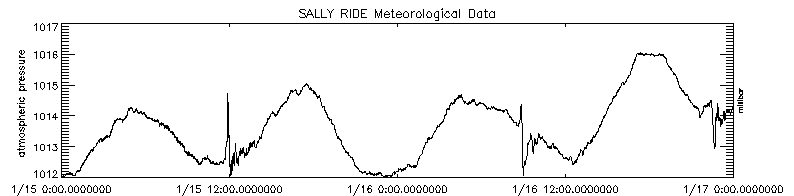 SALLY RIDE Meteorological Data
1017
1016
1015
1014
1013
1012
atmospheric pressure
millibar
1/15 0:00.0000000 1/15 12:00.0000000 1/16 0:00.0000000 1/16 12:00.0000000 1/17 0:00.0000000